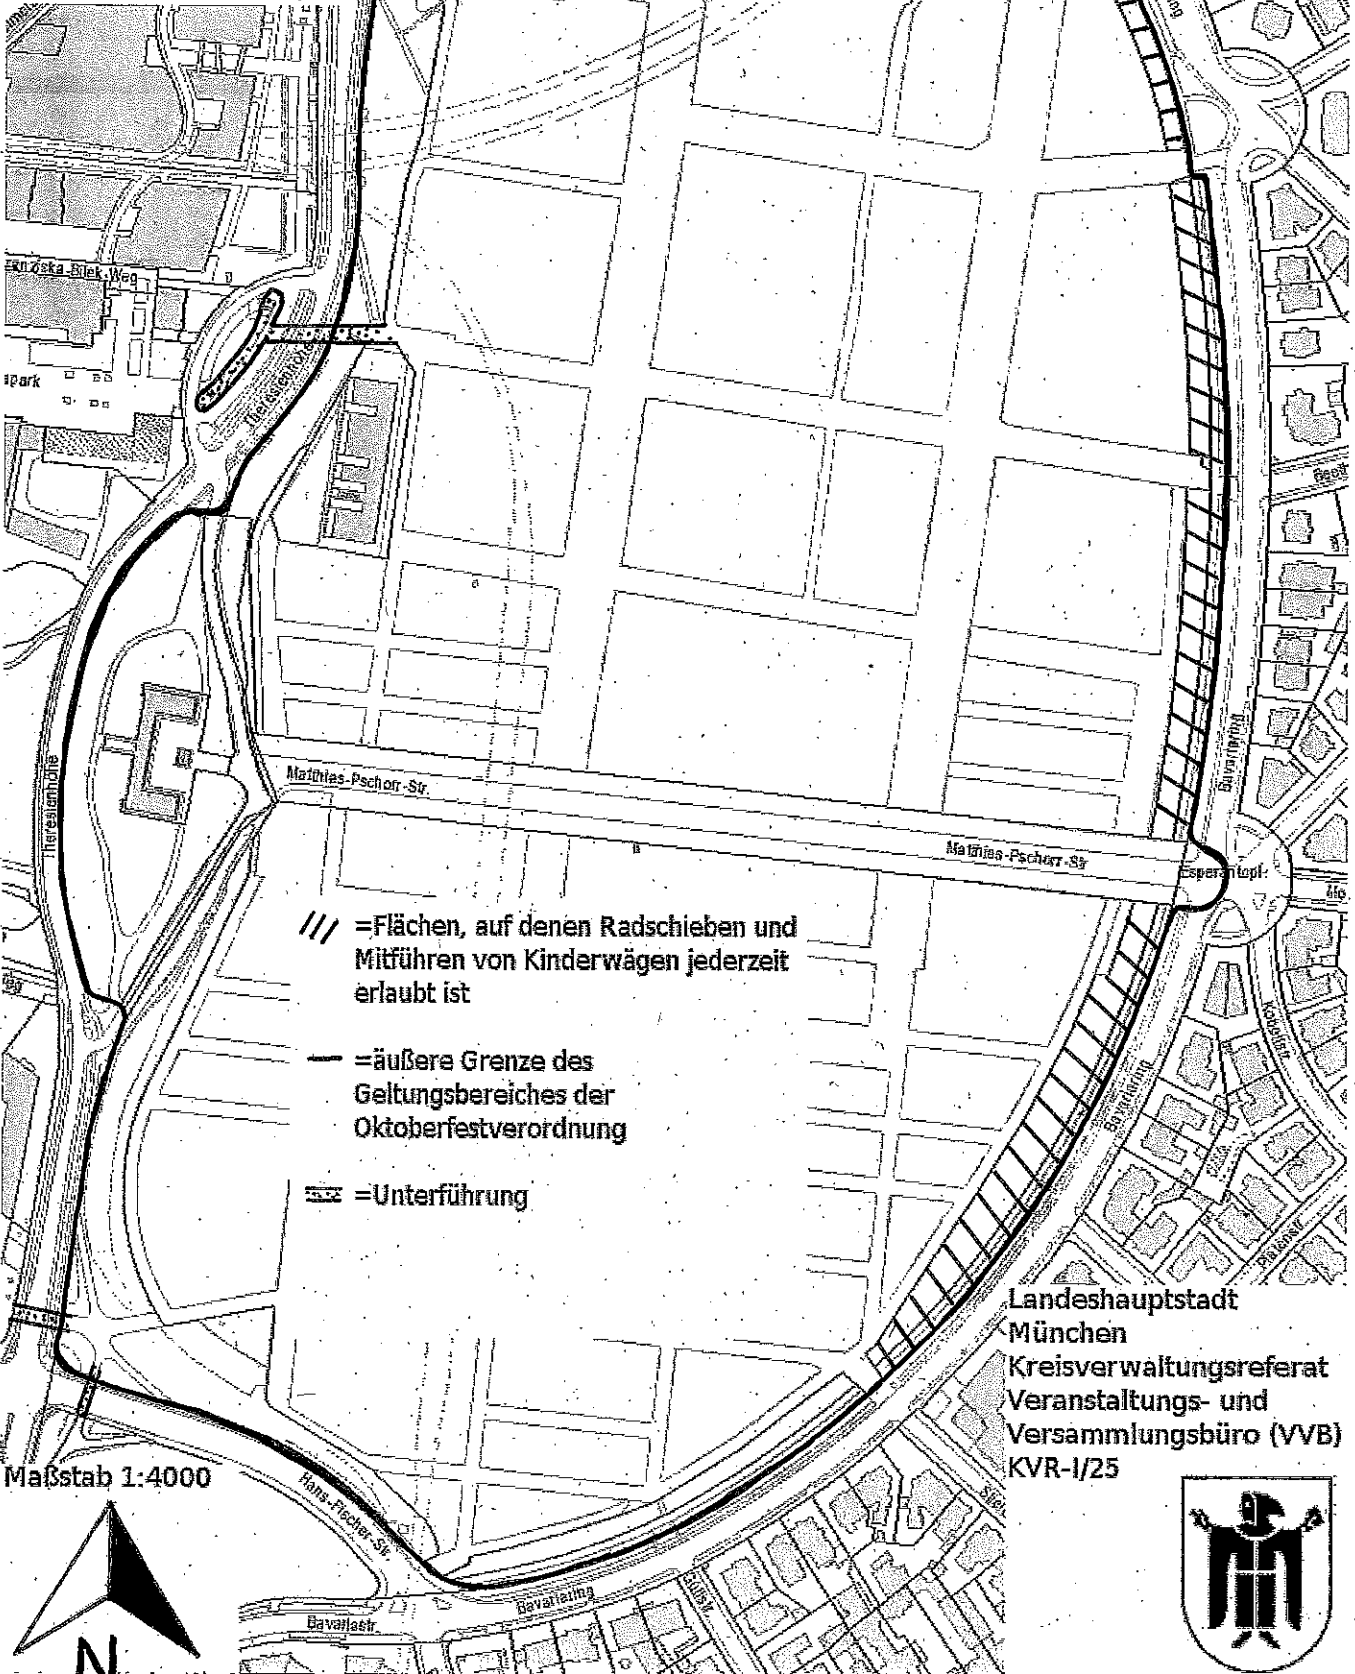 Franziska-Bilek-Weg
Theresienhöhe
Bavariaring
Matthias-Pschorr-Str.
Matthias-Pschorr-Str
Esperantopl.
Theresienhöhe
/// =Flächen, auf denen Radschieben und
Mitführen von Kinderwägen jederzeit
erlaubt ist
=äußere Grenze des
Geltungsbereiches der
Oktoberfestverordnung
=Unterführung
Kobellstr.
Bavariaring
Platenstr.
Landeshauptstadt
München
Kreisverwaltungsreferat
Veranstaltungs- und
Versammlungsbüro (VVB)
KVR-I/25
Maßstab 1:4000
Hans-Fischer-Str.
Bavariaring
Bavariastr.
N